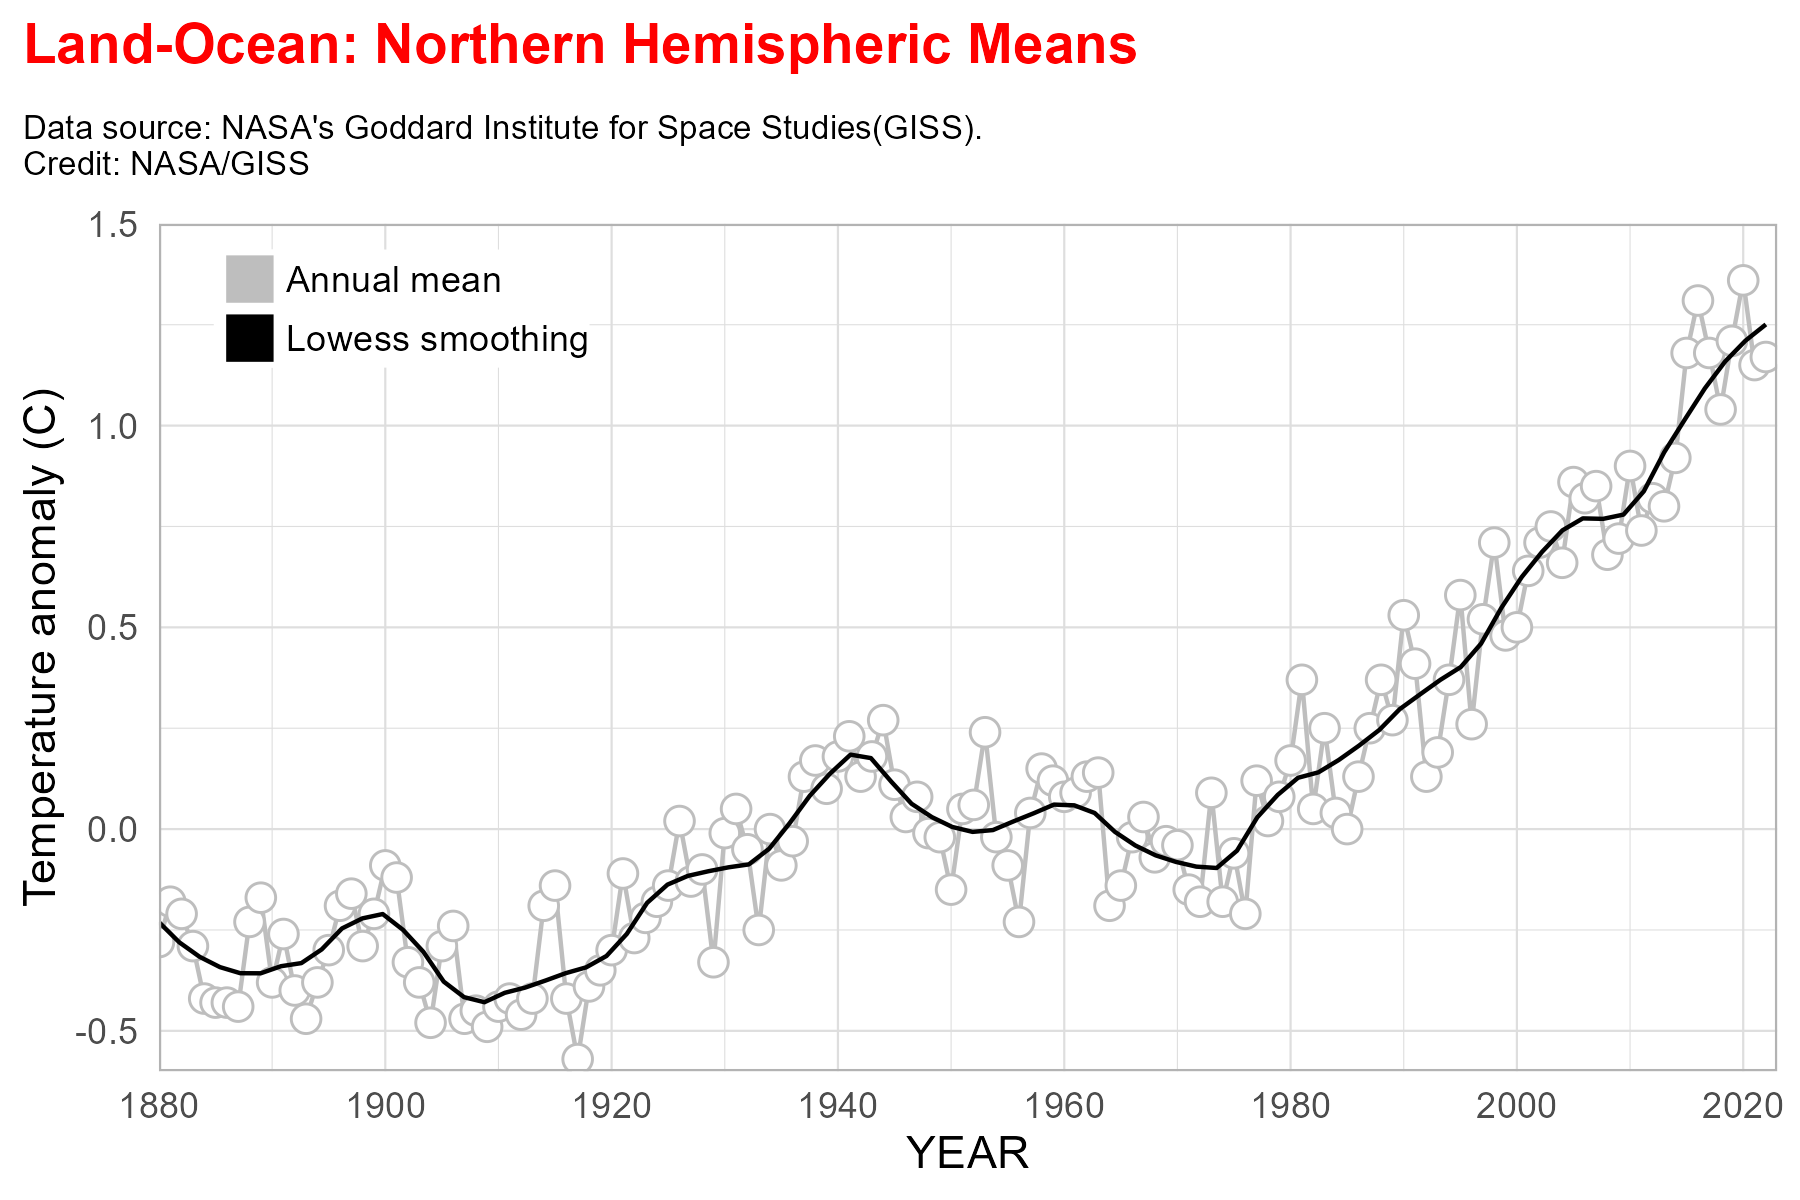 Land-Ocean: Northern Hemispheric Means
Data source: NASA's Goddard Institute for Space Studies(GISS).
Credit: NASA/GISS
1.5
1.0
0.5
0.0
-0.5
Temperature anomaly (C)
Annual mean
Lowess smoothing
1880 1900 1920 1940 1960 1980 2000 2020
YEAR